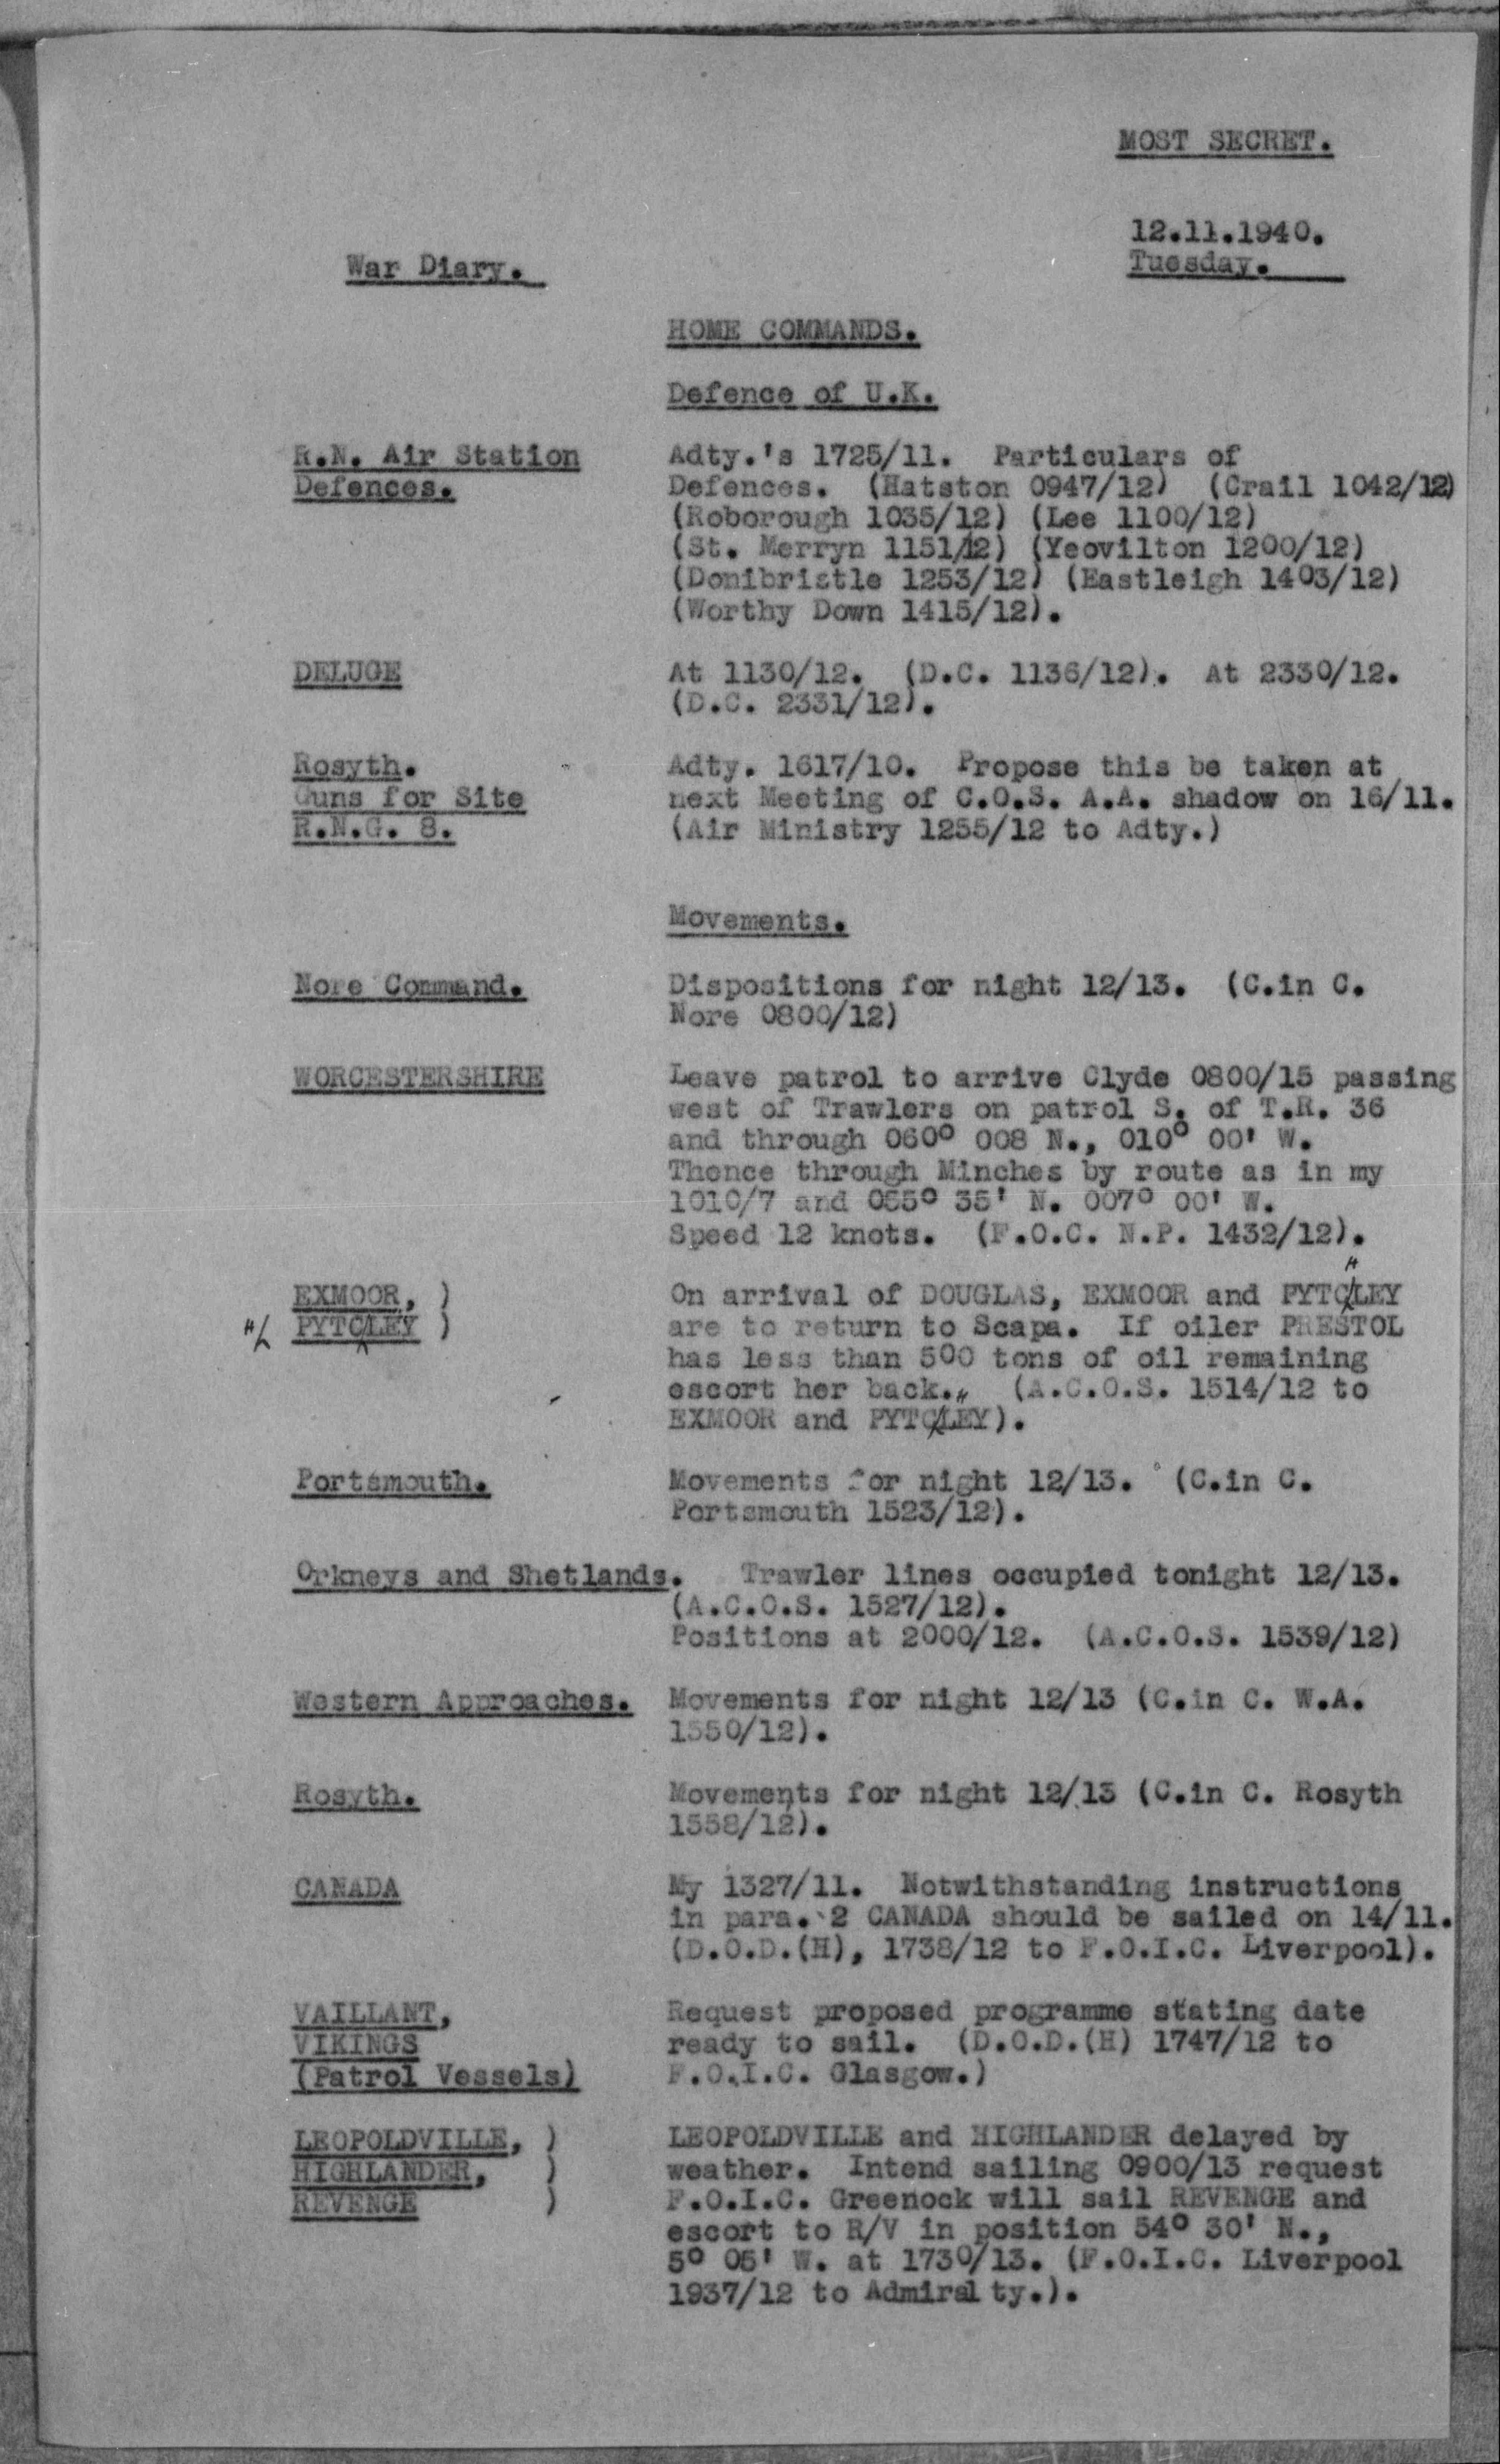 MOST SECRET.
12.11.1940.
War Diary.
Tuesday.
HOME COMMANDS.
Defence of U.K.
R.N. Air Station Adty.'s 1725/11. Particulars of
Defences. Defences. (Hatston 0947/12) (Crail 1042/12)
(Roborough 1035/12) (Lee 1100/12)
(St. Merryn 1151/12) (Yeovilton 1200/12)
(Donibristle 1253/12) (Eastleigh 1403/12)
(Worthy Down 1415/12).
DELUGE At 1130/12. (D.C. 1136/12). At 2330/12.
(D.C. 2331/12).
Rosyth. Adty. 1617/10. Propose this be taken at
Guns for Site next Meeting of C.O.S. A.A. shadow on 16/11.
R.N.G. 8. (Air Ministry 1255/12 to Adty.)
Movements.
Nore Command. Dispositions for night 12/13. (C.in C.
Nore 0800/12)
WORCESTERSHIRE Leave patrol to arrive Clyde 0800/15 passing
west of Trawlers on patrol S. of T.R. 36
and through 060° 008 N., 010° 00' W.
Thence through Minches by route as in my
1010/7 and 055° 35' N. 007° 00' W.
Speed 12 knots. (F.O.C. N.P. 1432/12).
H
EXMOOR, ) On arrival of DOUGLAS, EXMOOR and PYTCLEY
H/ PYTCLEY ) are to return to Scapa. If oiler PRESTOL
has less than 500 tons of oil remaining
escort her back." (A.C.O.S. 1514/12 to
EXMOOR and PYTCLEY).
Portsmouth. Movements for night 12/13. (C.in C.
Portsmouth 1523/12).
Orkneys and Shetlands. Trawler lines occupied tonight 12/13.
(A.C.O.S. 1527/12).
Positions at 2000/12. (A.C.O.S. 1539/12)
Western Approaches. Movements for night 12/13 (C.in C. W.A.
1550/12).
Rosyth. Movements for night 12/13 (C.in C. Rosyth
1558/12).
CANADA My 1327/11. Notwithstanding instructions
in para. 2 CANADA should be sailed on 14/11.
(D.O.D.(H), 1738/12 to F.O.I.C. Liverpool).
VAILLANT, Request proposed programme stating date
VIKINGS ready to sail. (D.O.D.(H) 1747/12 to
(Patrol Vessels) F.O.I.C. Glasgow.)
LEOPOLDVILLE, ) LEOPOLDVILLE and HIGHLANDER delayed by
HIGHLANDER, ) weather. Intend sailing 0900/13 request
REVENGE ) F.O.I.C. Greenock will sail REVENGE and
escort to R/V in position 54° 30' N.,
5° 05' W. at 1730/13. (F.O.I.C. Liverpool
1937/12 to Admiral ty.).